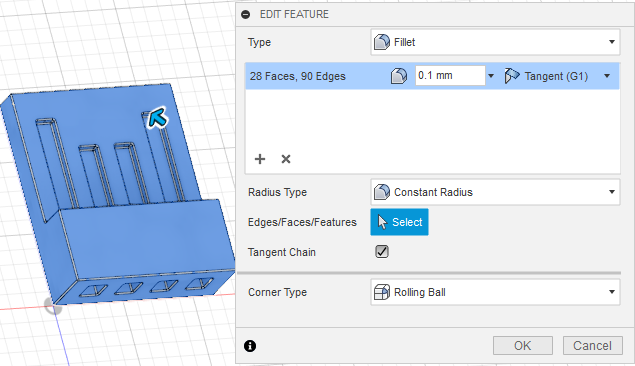 EDIT FEATURE
Type
Fillet
28 Faces, 90 Edges
0.1 mm
Tangent (G1)
Radius Type
Constant Radius
Edges/Faces/Features
Select
Tangent Chain
Corner Type
Rolling Ball
OK
Cancel